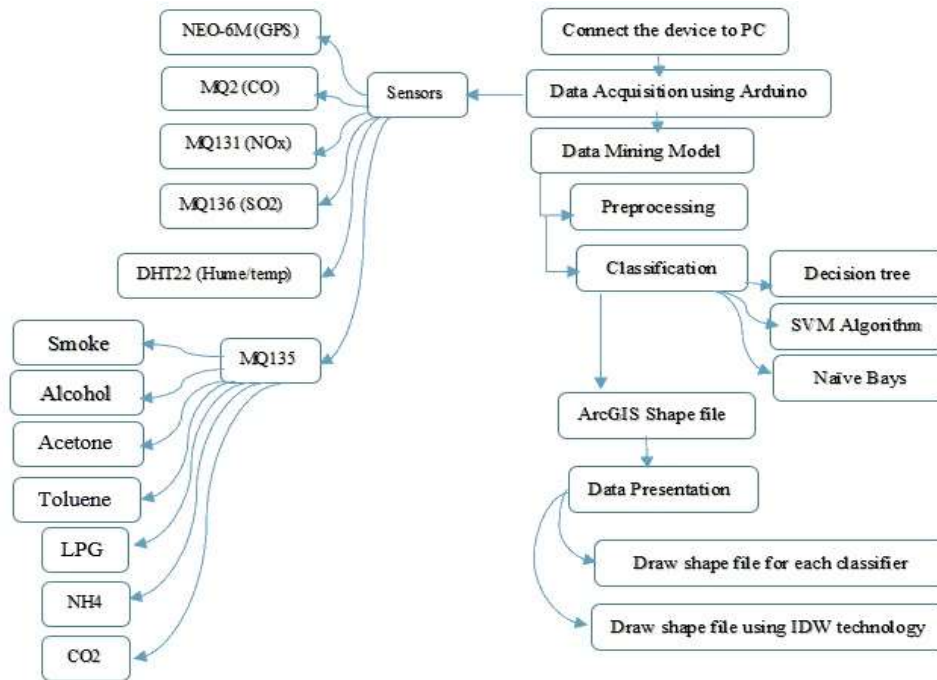 NEO-6M (GPS)
Connect the device to PC
MQ2 (CO)
Sensors
Data Acquisition using Arduino
MQ131 (NOx)
Data Mining Model
MQ136 (SO2)
Preprocessing
DHT22 (Hume/temp)
Classification
Decision tree
Smoke
MQ135
SVM Algorithm
Alcohol
Naïve Bays
Acetone
ArcGIS Shape file
Toluene
Data Presentation
LPG
Draw shape file for each classifier
NH4
Draw shape file using IDW technology
CO2